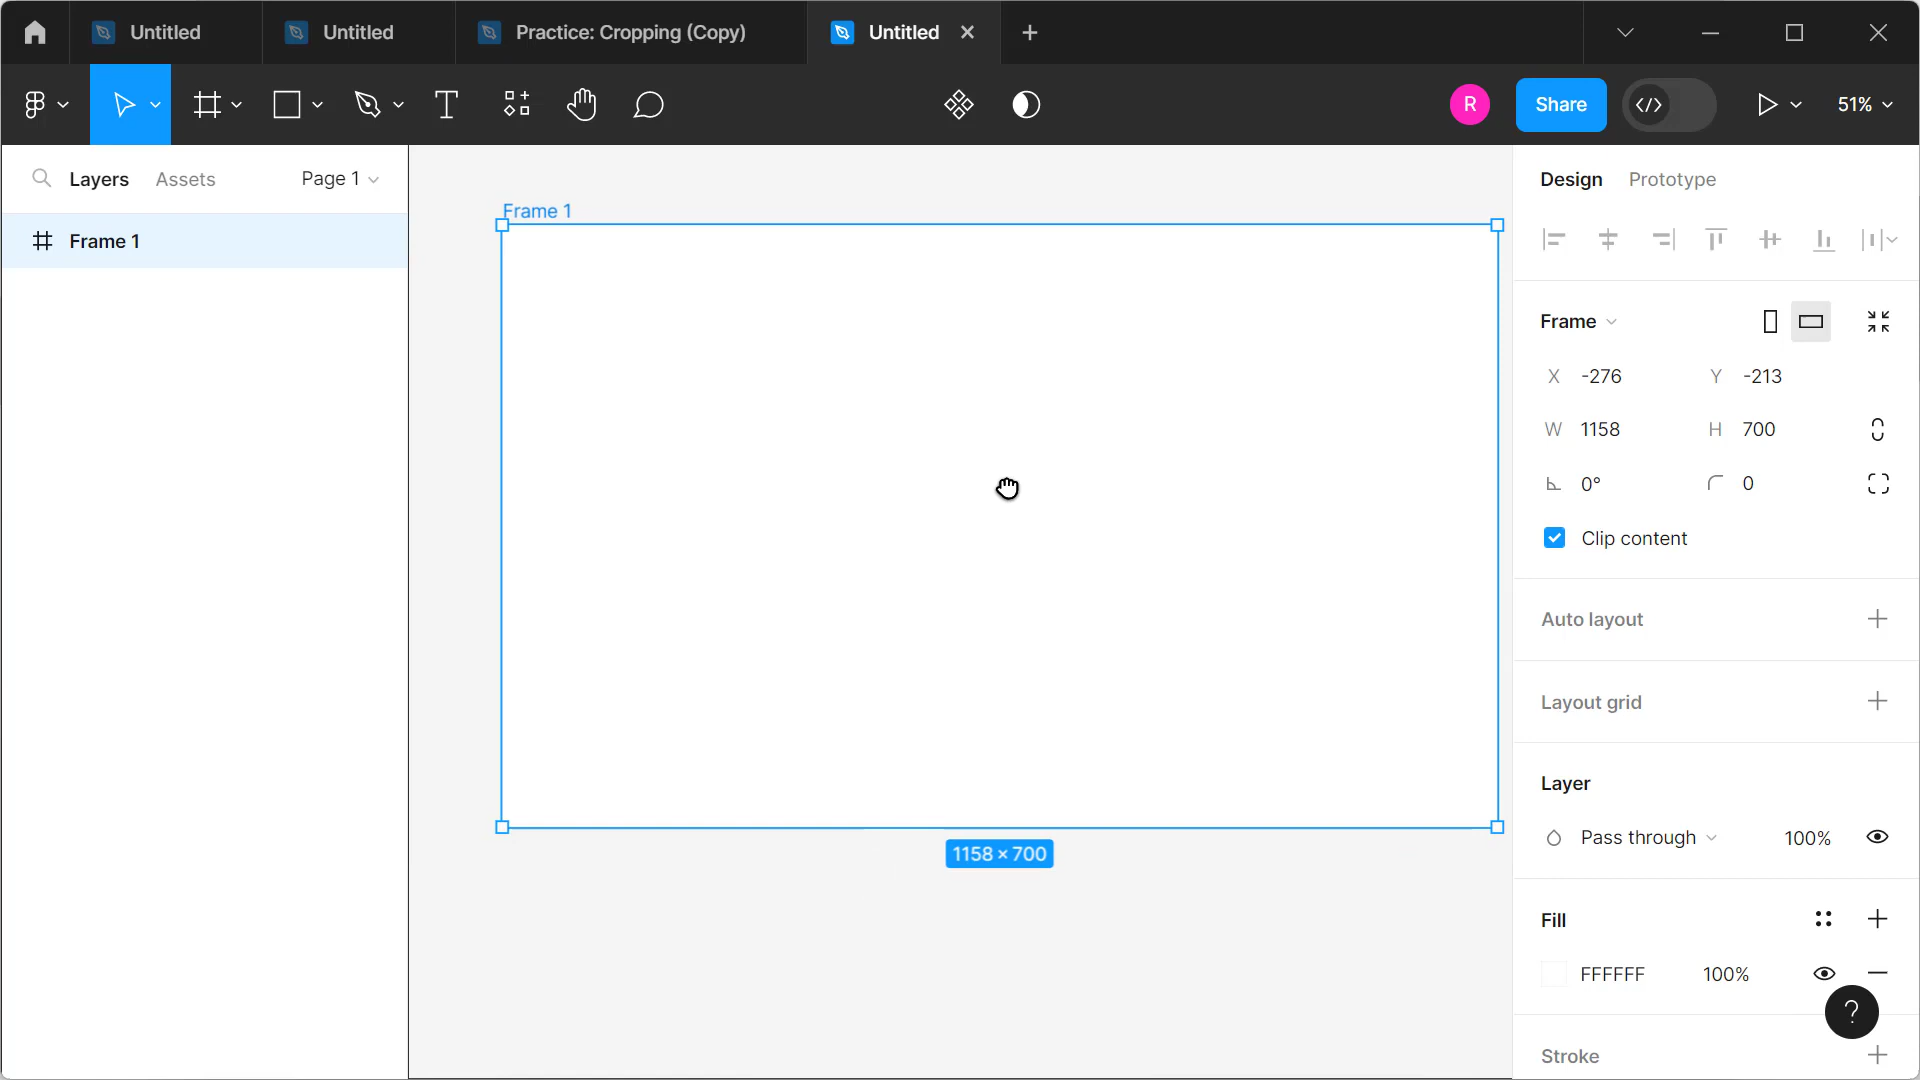 Untitled
Untitled
Practice: Cropping (Copy)
Untitled
R
Share
51%
Layers
Assets
Page 1
Frame 1
Frame 1
1158 × 700
Design
Prototype
Frame
X -276
Y -213
W 1158
H 700
0°
0
Clip content
Auto layout
Layout grid
Layer
Pass through
100%
Fill
FFFFFF
100%
?
Stroke